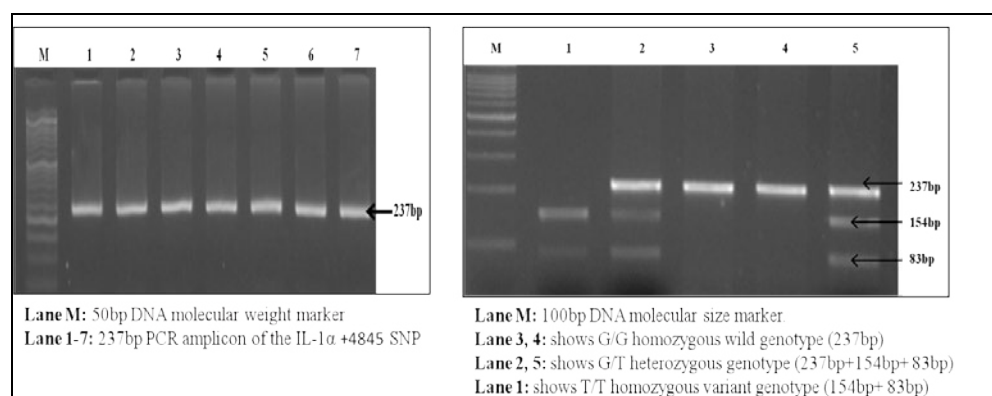 M 1 2 3 4 5 6 7
237bp
Lane M: 50bp DNA molecular weight marker
Lane 1-7: 237bp PCR amplicon of the IL-1α +4845 SNP
M 1 2 3 4 5
237bp
154bp
83bp
Lane M: 100bp DNA molecular size marker
Lane 3, 4: shows G/G homozygous wild genotype (237bp)
Lane 2, 5: shows G/T heterozygous genotype (237bp+154bp+ 83bp)
Lane 1: shows T/T homozygous variant genotype (154bp+ 83bp)